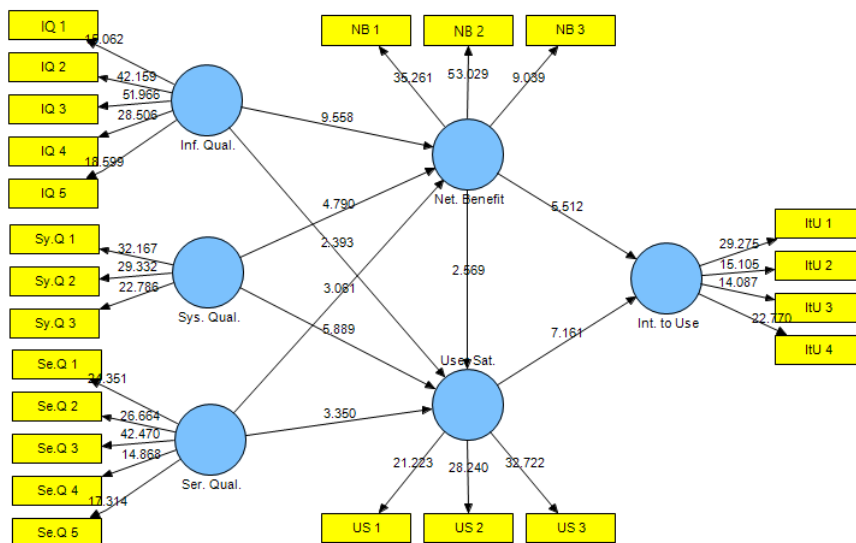 IQ 1
15.062
IQ 2
42.159
IQ 3
51.966
IQ 4
28.506
IQ 5
18.599
Inf. Qual.
Sy.Q 1
32.167
Sy.Q 2
29.332
Sy.Q 3
22.786
Sys. Qual.
Se.Q 1
24.351
Se.Q 2
26.664
Se.Q 3
42.470
Se.Q 4
14.868
Se.Q 5
17.314
Ser. Qual.
NB 1
NB 2
NB 3
35.261
53.029
9.039
Net. Benefit
9.558
4.790
2.393
3.061
5.889
3.350
2.569
User Sat.
21.223
28.240
32.722
US 1
US 2
US 3
5.512
7.161
Int. to Use
ItU 1
29.275
ItU 2
15.105
ItU 3
14.087
ItU 4
22.770